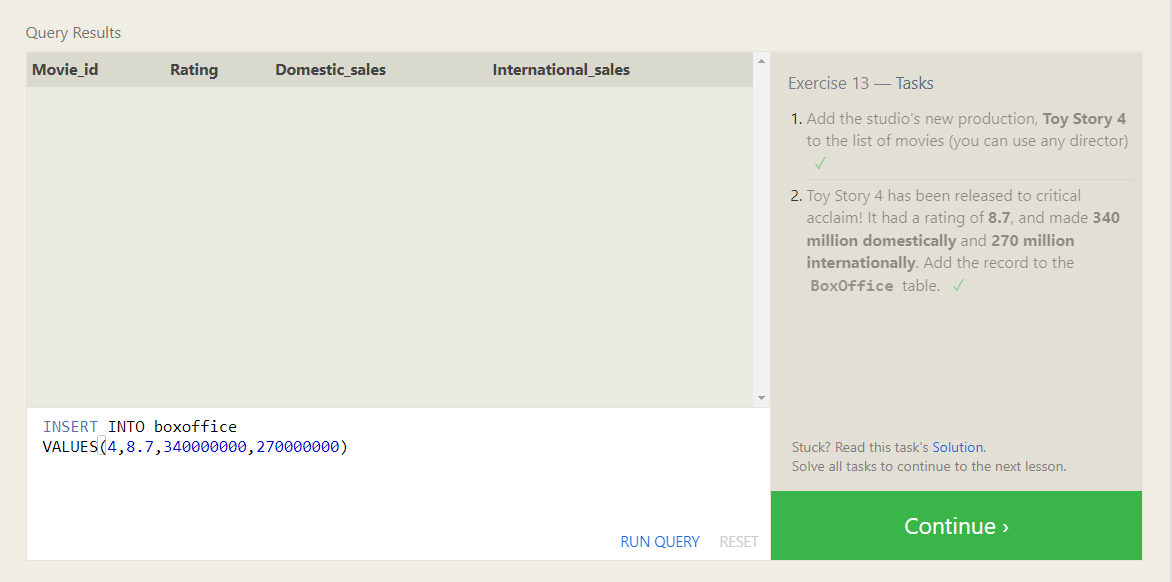 Query Results
Movie_id Rating Domestic_sales International_sales
Exercise 13 — Tasks
1. Add the studio's new production, Toy Story 4
to the list of movies (you can use any director)
✓
2. Toy Story 4 has been released to critical
acclaim! It had a rating of 8.7, and made 340
million domestically and 270 million
internationally. Add the record to the
BoxOffice table. ✓
INSERT INTO boxoffice
VALUES(4,8.7,340000000,270000000)
RUN QUERY RESET
Stuck? Read this task's Solution.
Solve all tasks to continue to the next lesson.
Continue ›